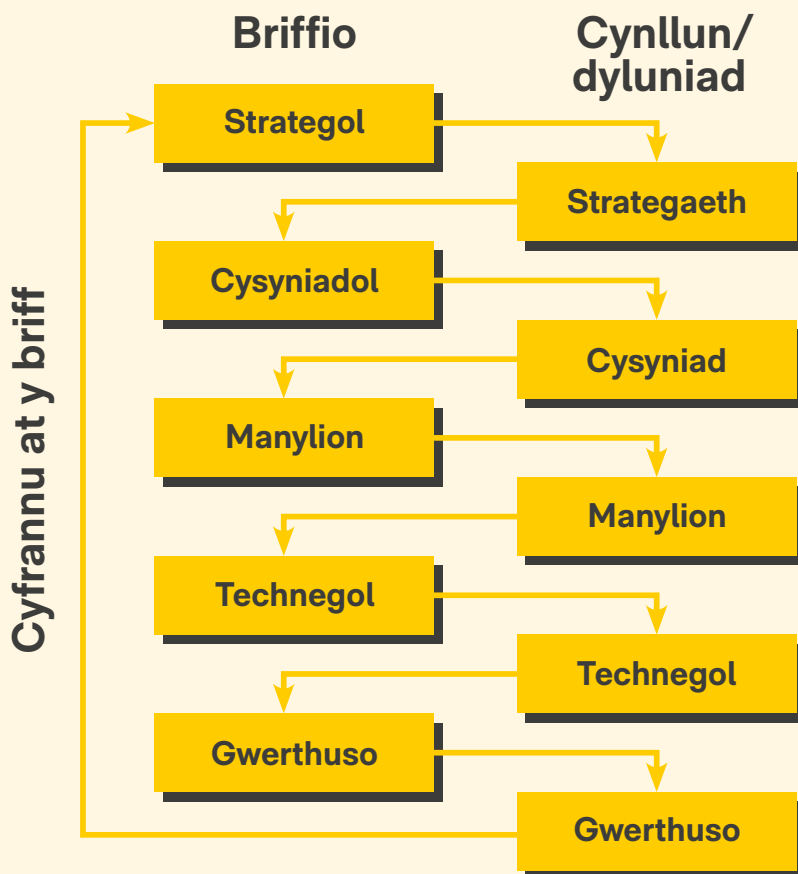 Briffio
Cynllun/
dyluniad
Strategol
Strategaeth
Cysyniadol
Cysyniad
Manylion
Manylion
Technegol
Technegol
Gwerthuso
Gwerthuso
Cyfrannu at y briff